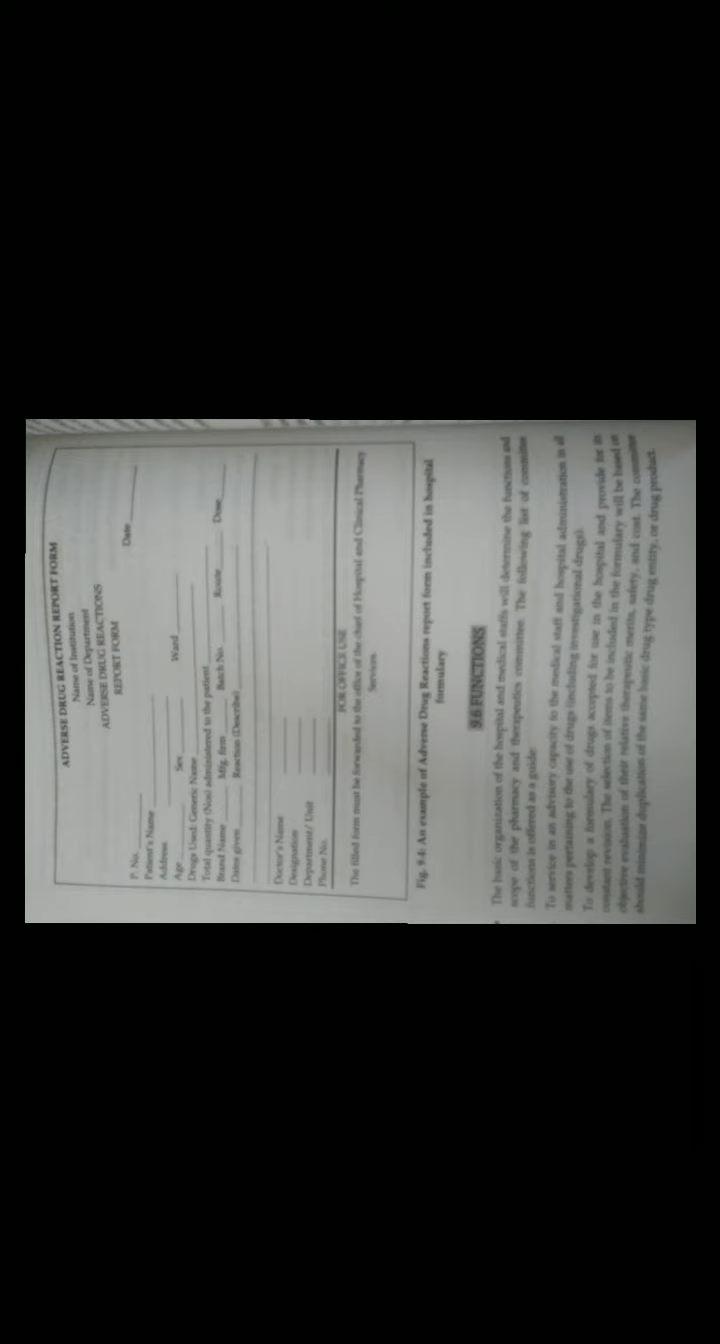 ADVERSE DRUG REACTION REPORT FORM
Name of Institution
Name of Department
ADVERSE DRUG REACTIONS
REPORT FORM
Date
P. No.
Patient's Name
Address
Age Sex Ward
Drugs Used: Generic Name
Total quantity (Nos) administered to the patient
Brand Name Mfg. firm Batch No. Route Dose
Dates given Reaction (Describe)
Doctor's Name
Designation
Department/ Unit
Phone No.
FOR OFFICE USE
The filled form must be forwarded to the office of the chief of Hospital and Clinical Pharmacy
Services.
Fig. 9.4: An example of Adverse Drug Reactions report form included in hospital
formulary
9.6 FUNCTIONS
• The basic organization of the hospital and medical staffs will determine the functions and
scope of the pharmacy and therapeutics committee. The following list of committee
functions is offered as a guide:
To service in an advisory capacity to the medical staff and hospital administration in all
matters pertaining to the use of drugs (including investigational drugs).
To develop a formulary of drugs accepted for use in the hospital and provide for its
constant revision. The selection of items to be included in the formulary will be based on
objective evaluation of their relative therapeutic merits, safety, and cost. The committee
should minimize duplication of the same basic drug type drug entity, or drug product.